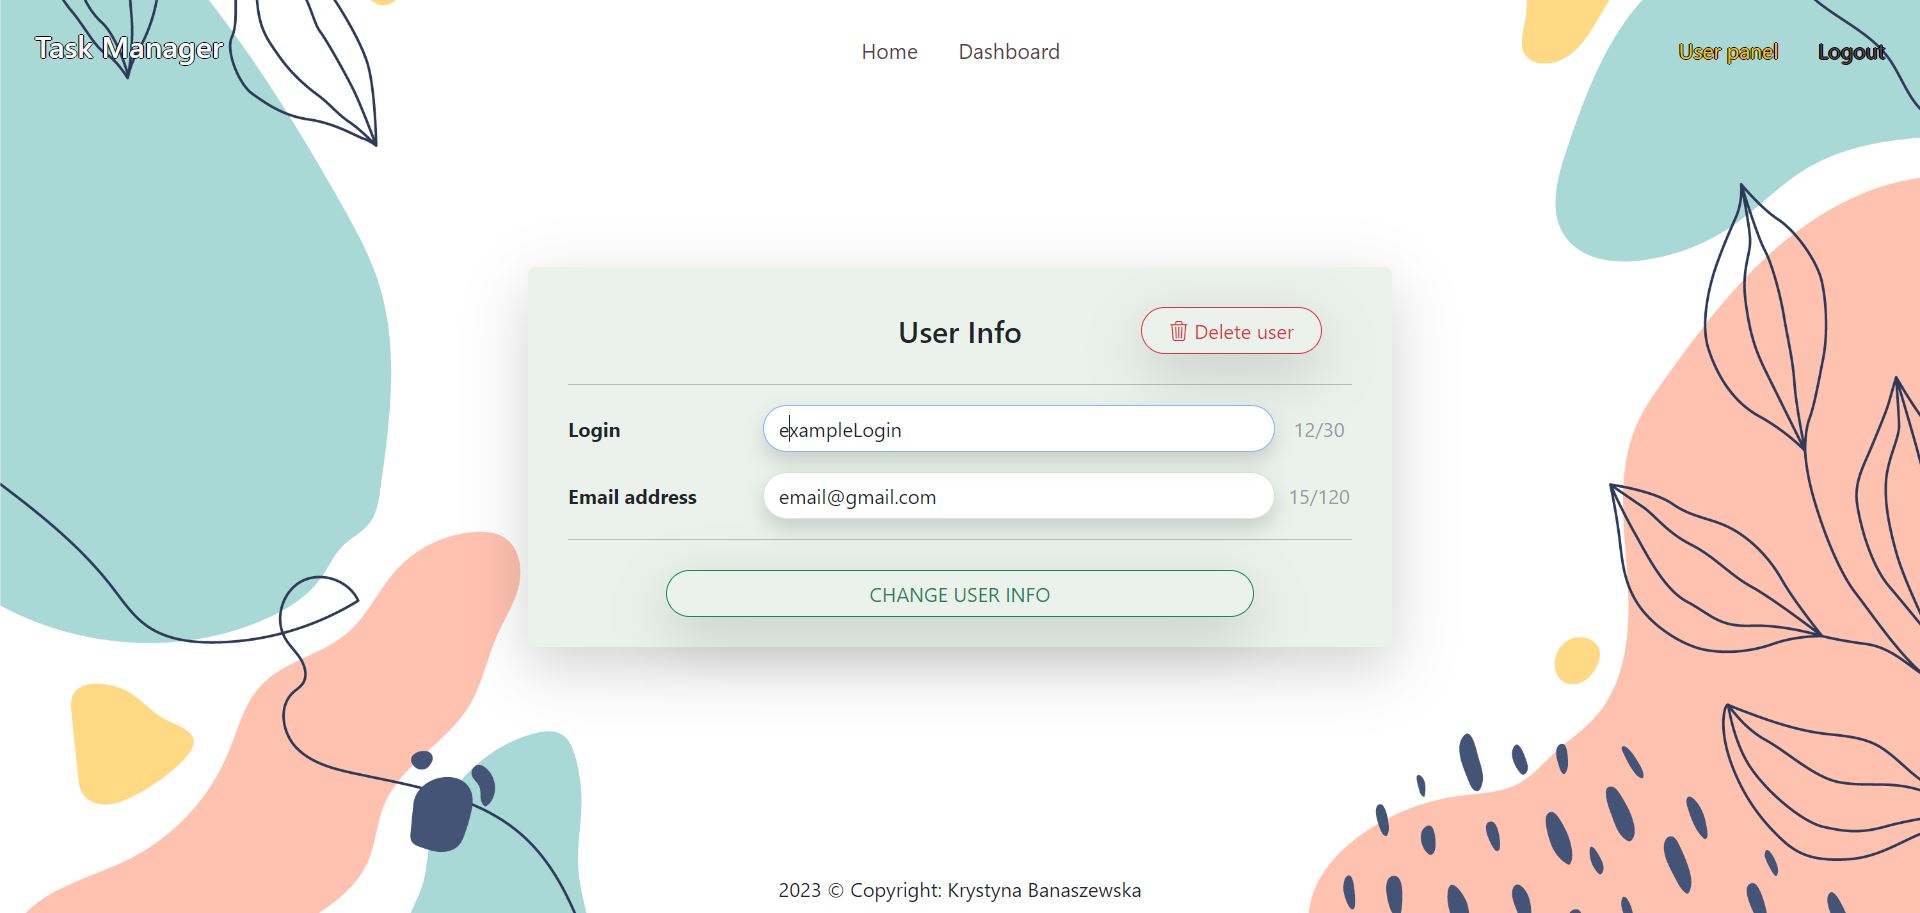 Task Manager
Home Dashboard
User panel Logout
User Info
Delete user
Login exampleLogin 12/30
Email address email@gmail.com 15/120
CHANGE USER INFO
2023 © Copyright: Krystyna Banaszewska